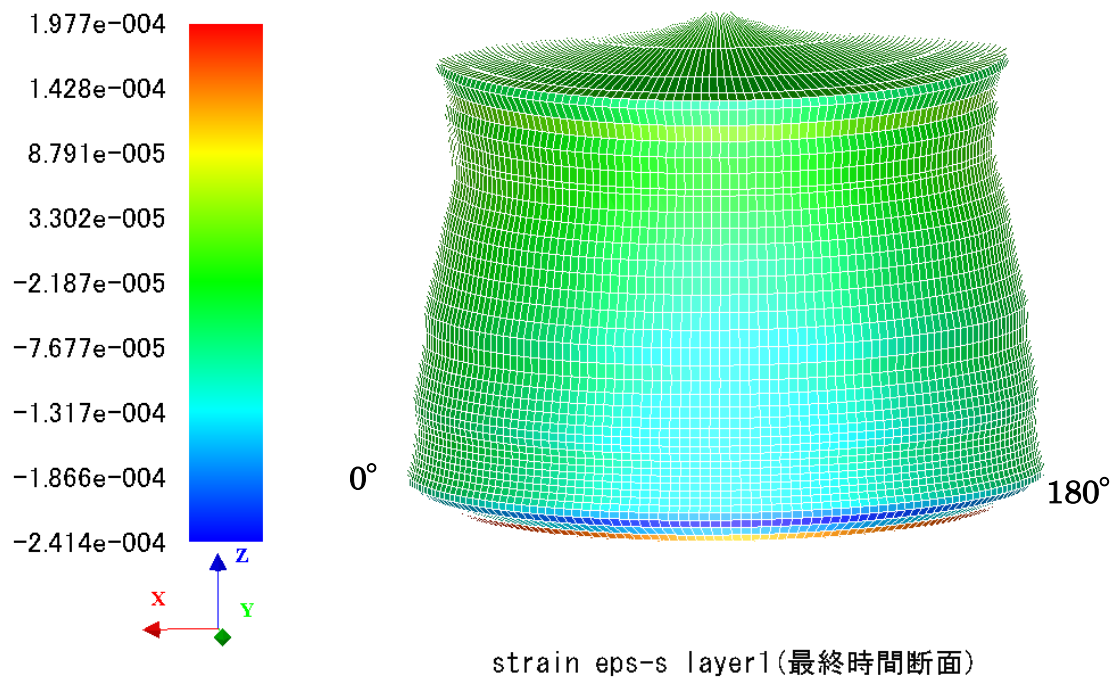 1.977e-004
1.428e-004
8.791e-005
3.302e-005
-2.187e-005
-7.677e-005
-1.317e-004
-1.866e-004
-2.414e-004
0°
180°
Z
X
Y
strain eps-s layer1(最終時間断面)